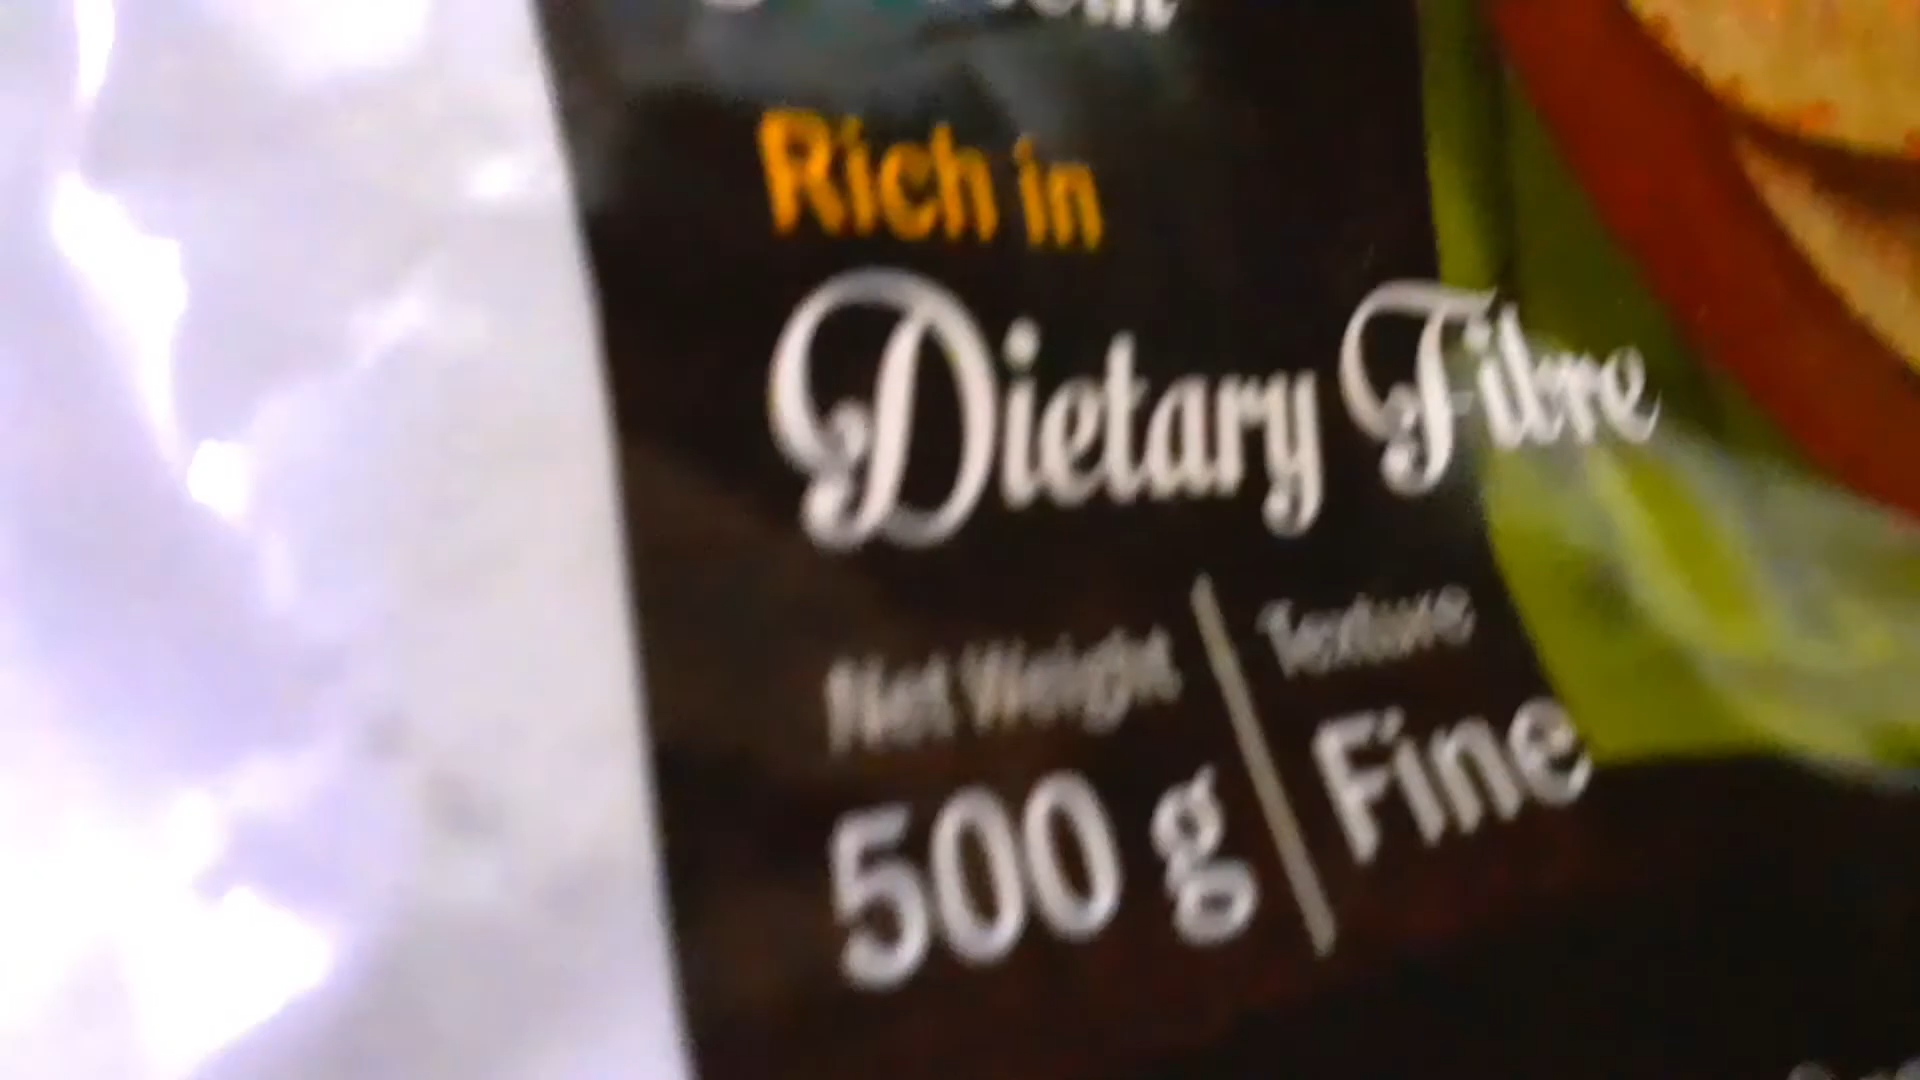 Rich in
Dietary Fibre
Net Weight
500 g
Texture
Fine